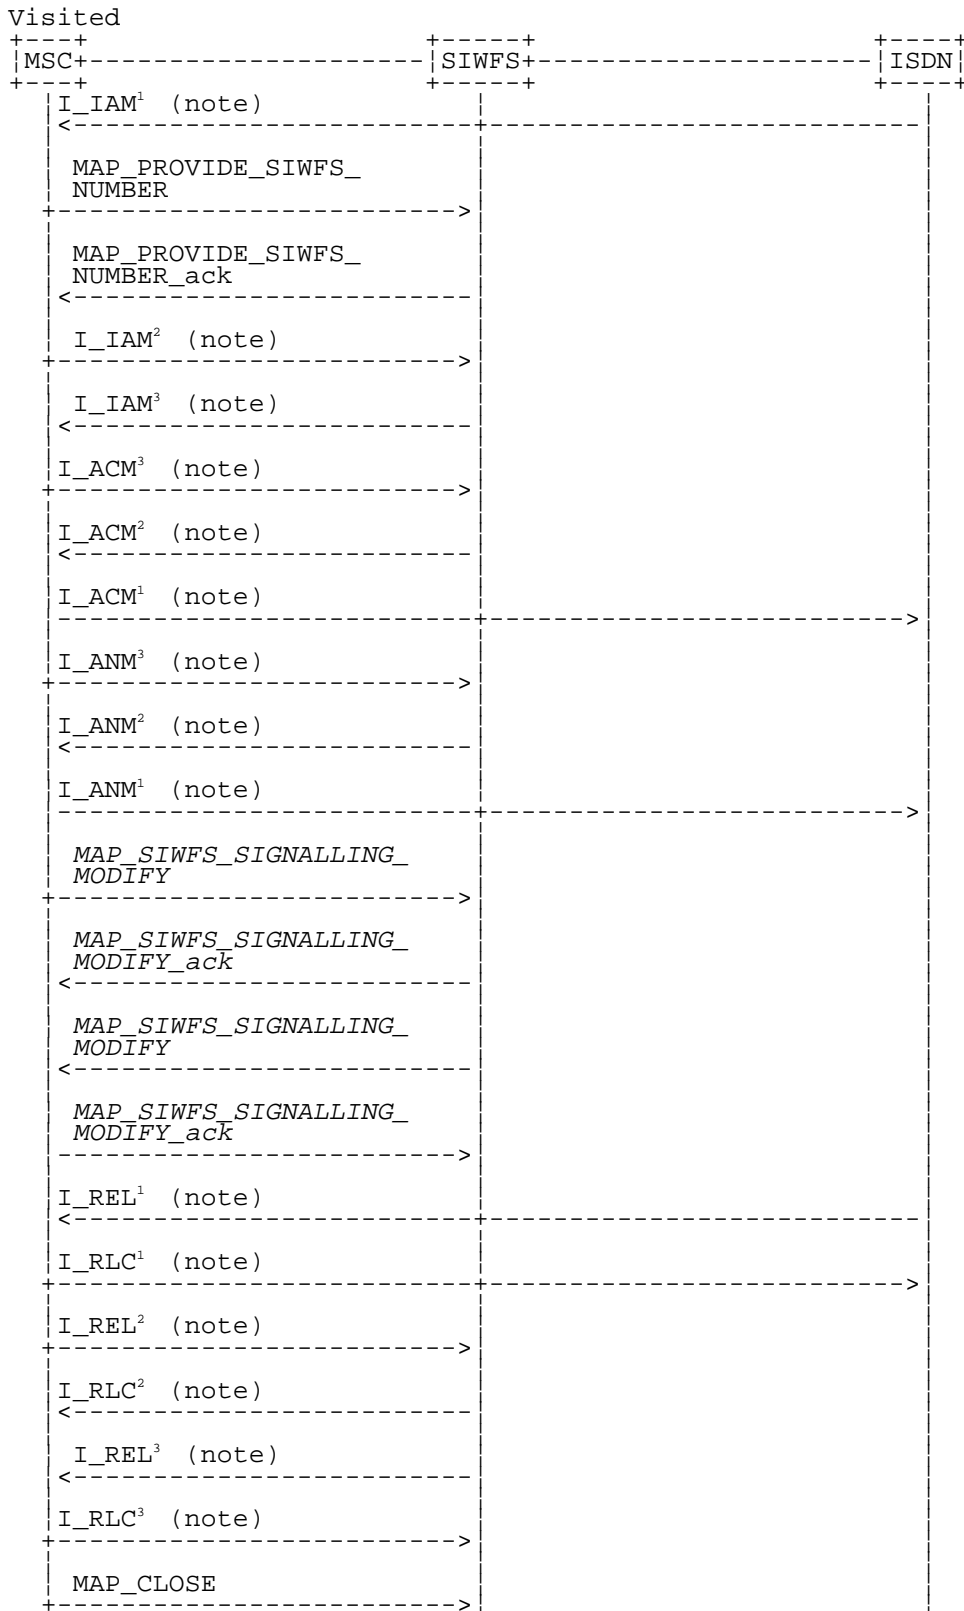 Visited
MSC SIWFS ISDN
I_IAM¹ (note)
MAP_PROVIDE_SIWFS_
NUMBER
MAP_PROVIDE_SIWFS_
NUMBER_ack
I_IAM² (note)
I_IAM³ (note)
I_ACM³ (note)
I_ACM² (note)
I_ACM¹ (note)
I_ANM³ (note)
I_ANM² (note)
I_ANM¹ (note)
MAP_SIWFS_SIGNALLING_
MODIFY
MAP_SIWFS_SIGNALLING_
MODIFY_ack
MAP_SIWFS_SIGNALLING_
MODIFY
MAP_SIWFS_SIGNALLING_
MODIFY_ack
I_REL¹ (note)
I_RLC¹ (note)
I_REL² (note)
I_RLC² (note)
I_REL³ (note)
I_RLC³ (note)
MAP_CLOSE